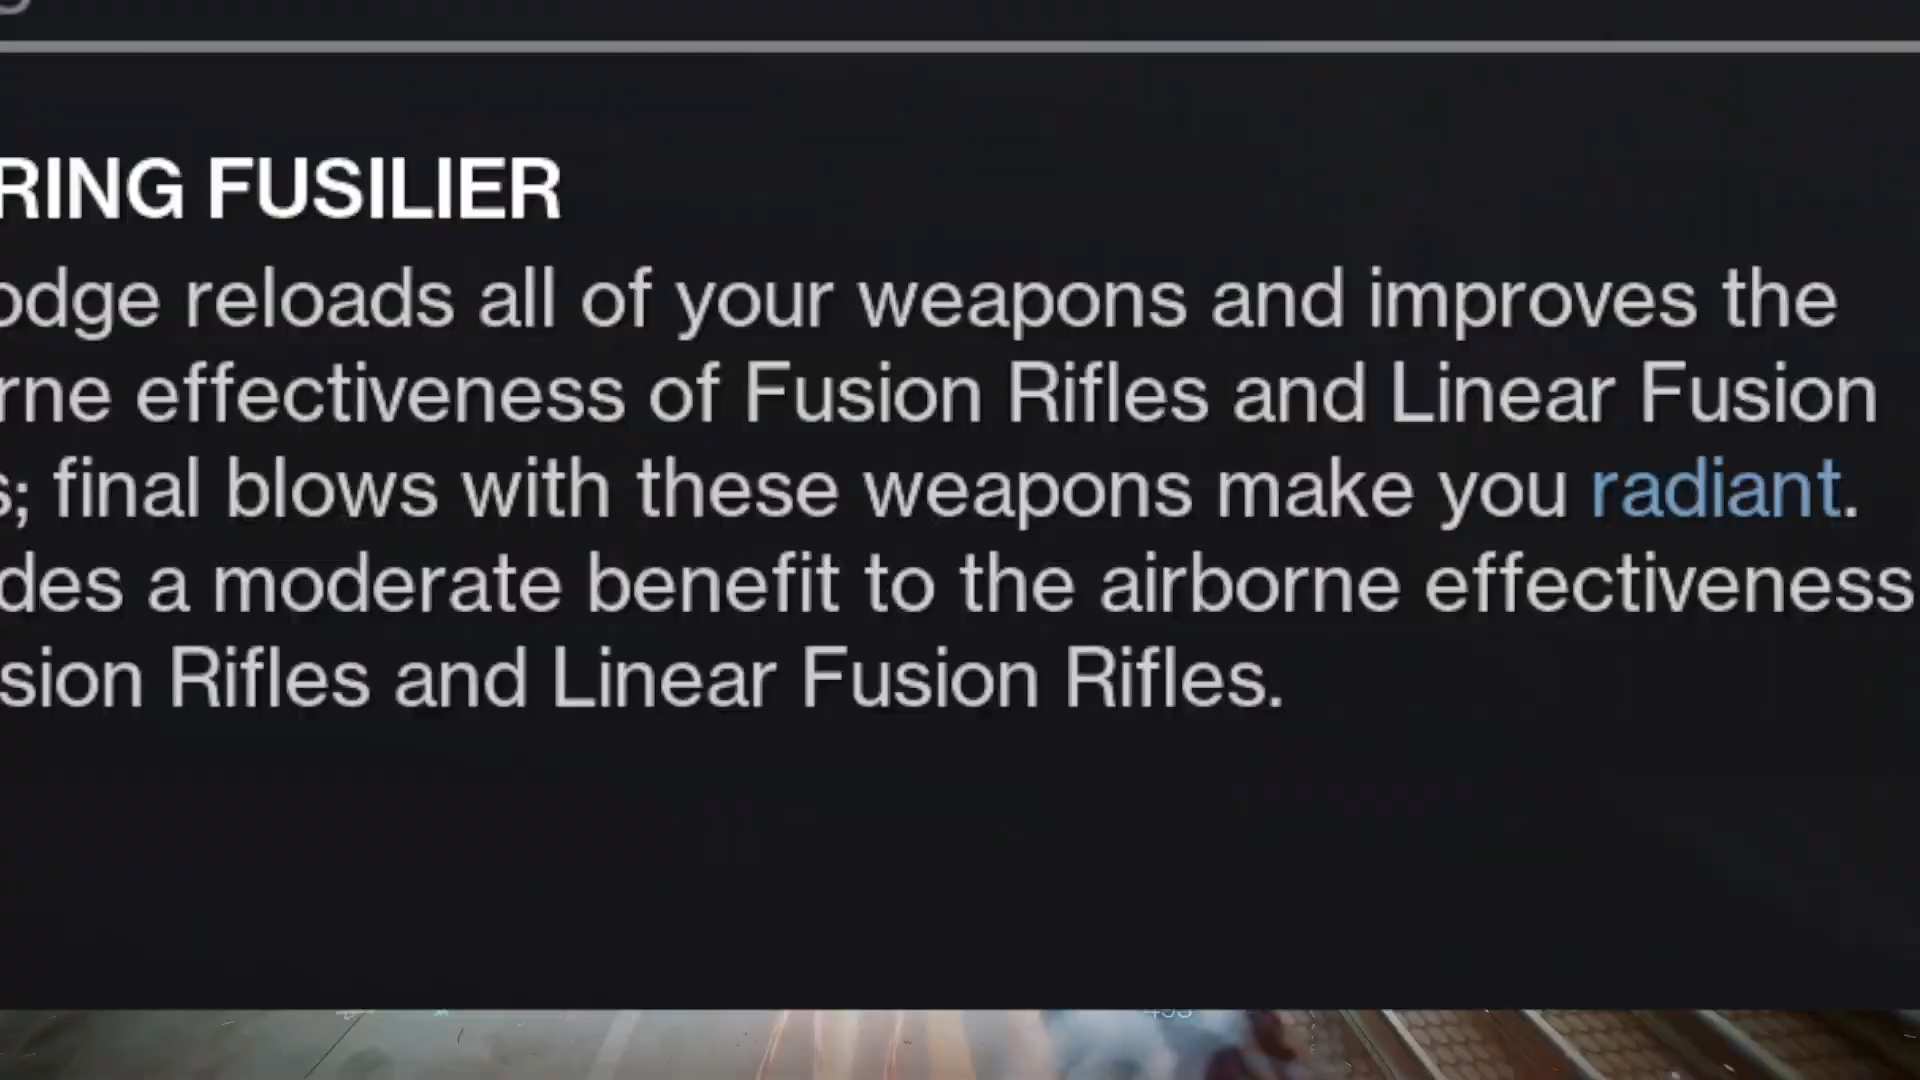 RING FUSILIER
odge reloads all of your weapons and improves the
rne effectiveness of Fusion Rifles and Linear Fusion
s; final blows with these weapons make you radiant.
des a moderate benefit to the airborne effectiveness
sion Rifles and Linear Fusion Rifles.